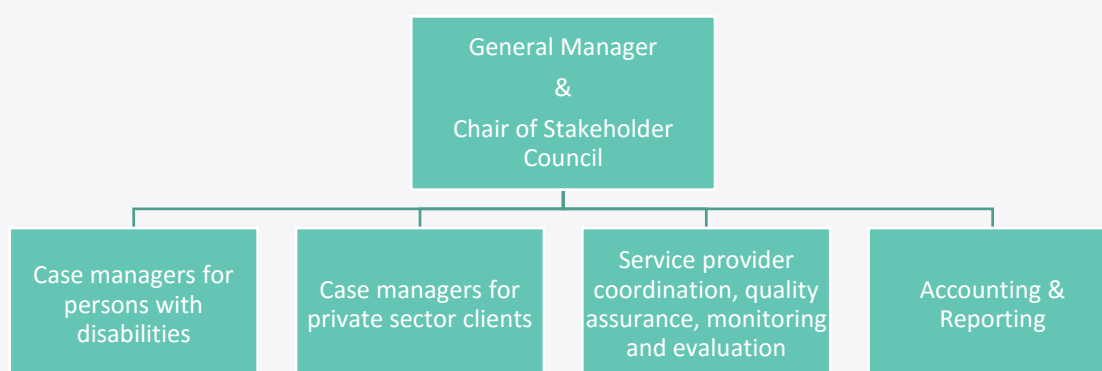 General Manager
&
Chair of Stakeholder
Council
Case managers for
persons with
disabilities
Case managers for
private sector clients
Service provider
coordination, quality
assurance, monitoring
and evaluation
Accounting &
Reporting